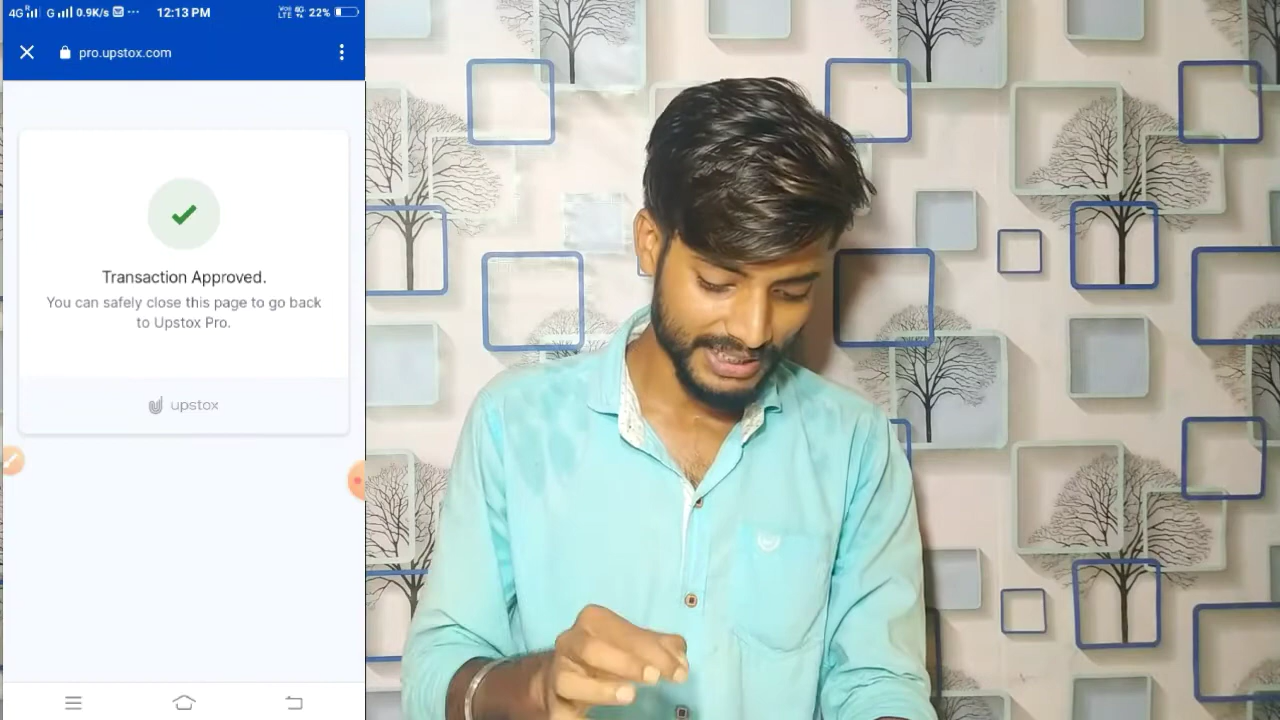 4G G 0.9K/s ... 12:13 PM 22%
pro.upstox.com
Transaction Approved.
You can safely close this page to go back
to Upstox Pro.
upstox